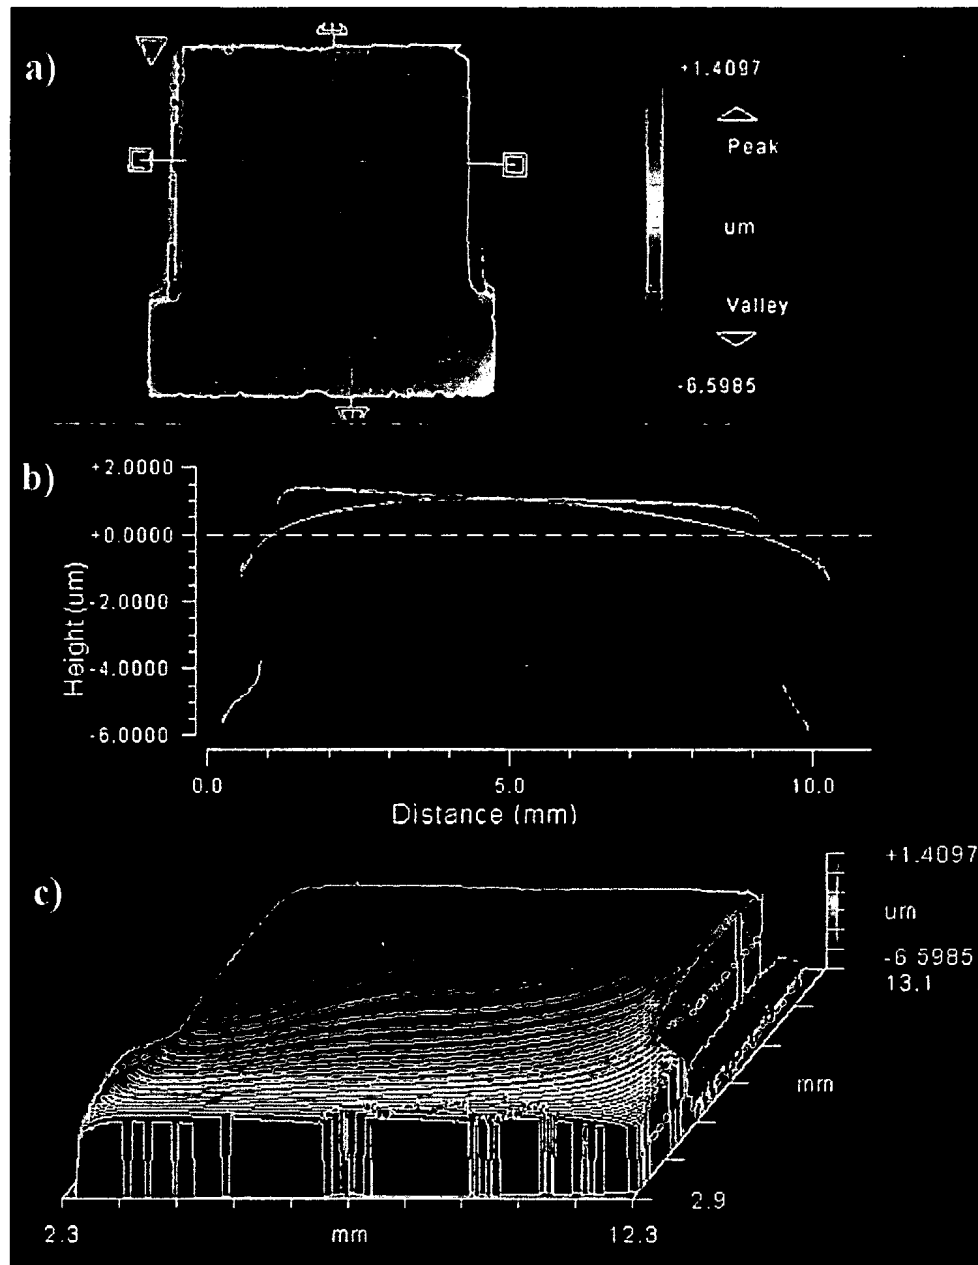 a)
+1.4097
Peak
um
Valley
-6.5985
b)
+2.0000
+0.0000
-2.0000
-4.0000
-6.0000
Height (um)
0.0
5.0
10.0
Distance (mm)
c)
+1.4097
um
-6.5985
13.1
mm
2.9
2.3
mm
12.3